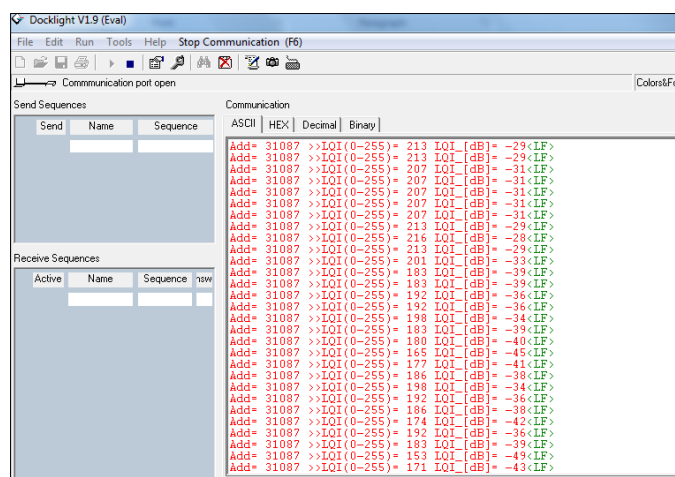 Docklight V1.9 (Eval)
File Edit Run Tools Help Stop Communication (F6)
Commmunication port open
Colors&Fo
Send Sequences
Send Name Sequence
Communication
ASCII HEX Decimal Binary
Add= 31087 >>LQI(0-255)= 213 LQI_[dB]= -29<LF>
Add= 31087 >>LQI(0-255)= 213 LQI_[dB]= -29<LF>
Add= 31087 >>LQI(0-255)= 207 LQI_[dB]= -31<LF>
Add= 31087 >>LQI(0-255)= 207 LQI_[dB]= -31<LF>
Add= 31087 >>LQI(0-255)= 207 LQI_[dB]= -31<LF>
Add= 31087 >>LQI(0-255)= 207 LQI_[dB]= -31<LF>
Add= 31087 >>LQI(0-255)= 207 LQI_[dB]= -31<LF>
Add= 31087 >>LQI(0-255)= 213 LQI_[dB]= -29<LF>
Add= 31087 >>LQI(0-255)= 216 LQI_[dB]= -28<LF>
Add= 31087 >>LQI(0-255)= 213 LQI_[dB]= -29<LF>
Add= 31087 >>LQI(0-255)= 201 LQI_[dB]= -33<LF>
Add= 31087 >>LQI(0-255)= 183 LQI_[dB]= -39<LF>
Add= 31087 >>LQI(0-255)= 183 LQI_[dB]= -39<LF>
Add= 31087 >>LQI(0-255)= 192 LQI_[dB]= -36<LF>
Add= 31087 >>LQI(0-255)= 192 LQI_[dB]= -36<LF>
Add= 31087 >>LQI(0-255)= 198 LQI_[dB]= -34<LF>
Add= 31087 >>LQI(0-255)= 183 LQI_[dB]= -39<LF>
Add= 31087 >>LQI(0-255)= 180 LQI_[dB]= -40<LF>
Add= 31087 >>LQI(0-255)= 165 LQI_[dB]= -45<LF>
Add= 31087 >>LQI(0-255)= 177 LQI_[dB]= -41<LF>
Add= 31087 >>LQI(0-255)= 186 LQI_[dB]= -38<LF>
Add= 31087 >>LQI(0-255)= 198 LQI_[dB]= -34<LF>
Add= 31087 >>LQI(0-255)= 192 LQI_[dB]= -36<LF>
Add= 31087 >>LQI(0-255)= 186 LQI_[dB]= -38<LF>
Add= 31087 >>LQI(0-255)= 174 LQI_[dB]= -42<LF>
Add= 31087 >>LQI(0-255)= 192 LQI_[dB]= -36<LF>
Add= 31087 >>LQI(0-255)= 183 LQI_[dB]= -39<LF>
Add= 31087 >>LQI(0-255)= 153 LQI_[dB]= -49<LF>
Add= 31087 >>LQI(0-255)= 171 LQI_[dB]= -43<LF>
Receive Sequences
Active Name Sequence nsw